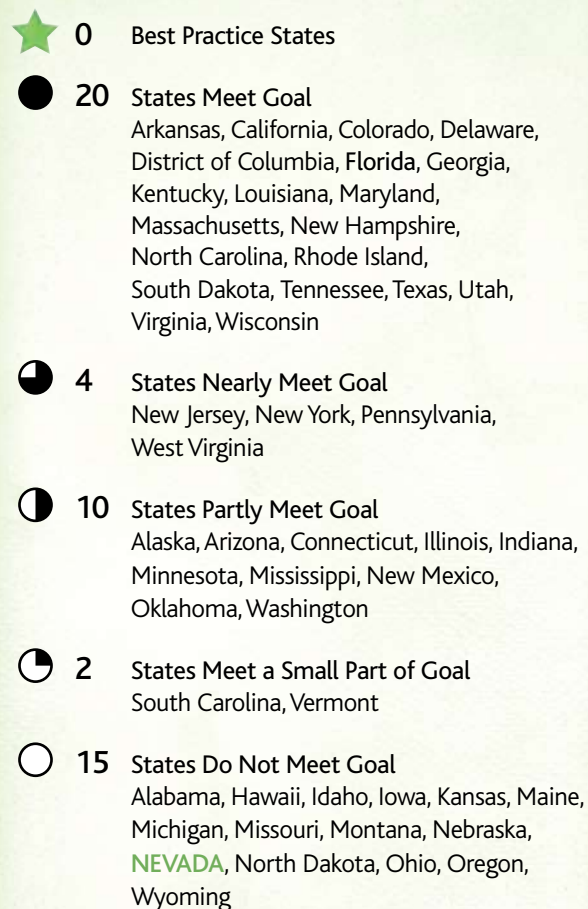 0 Best Practice States
20 States Meet Goal
Arkansas, California, Colorado, Delaware,
District of Columbia, Florida, Georgia,
Kentucky, Louisiana, Maryland,
Massachusetts, New Hampshire,
North Carolina, Rhode Island,
South Dakota, Tennessee, Texas, Utah,
Virginia, Wisconsin
4 States Nearly Meet Goal
New Jersey, New York, Pennsylvania,
West Virginia
10 States Partly Meet Goal
Alaska, Arizona, Connecticut, Illinois, Indiana,
Minnesota, Mississippi, New Mexico,
Oklahoma, Washington
2 States Meet a Small Part of Goal
South Carolina, Vermont
15 States Do Not Meet Goal
Alabama, Hawaii, Idaho, Iowa, Kansas, Maine,
Michigan, Missouri, Montana, Nebraska,
NEVADA, North Dakota, Ohio, Oregon,
Wyoming